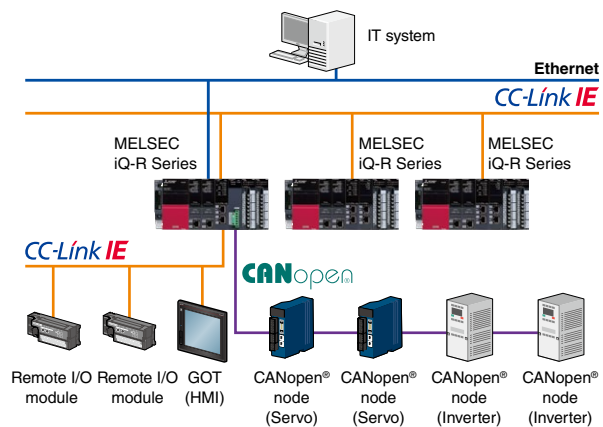 IT system
Ethernet
CC-Link IE
MELSEC
iQ-R Series
MELSEC
iQ-R Series
MELSEC
iQ-R Series
CC-Link IE
CANopen®
Remote I/O
module
Remote I/O
module
GOT
(HMI)
CANopen®
node
(Servo)
CANopen®
node
(Servo)
CANopen®
node
(Inverter)
CANopen®
node
(Inverter)